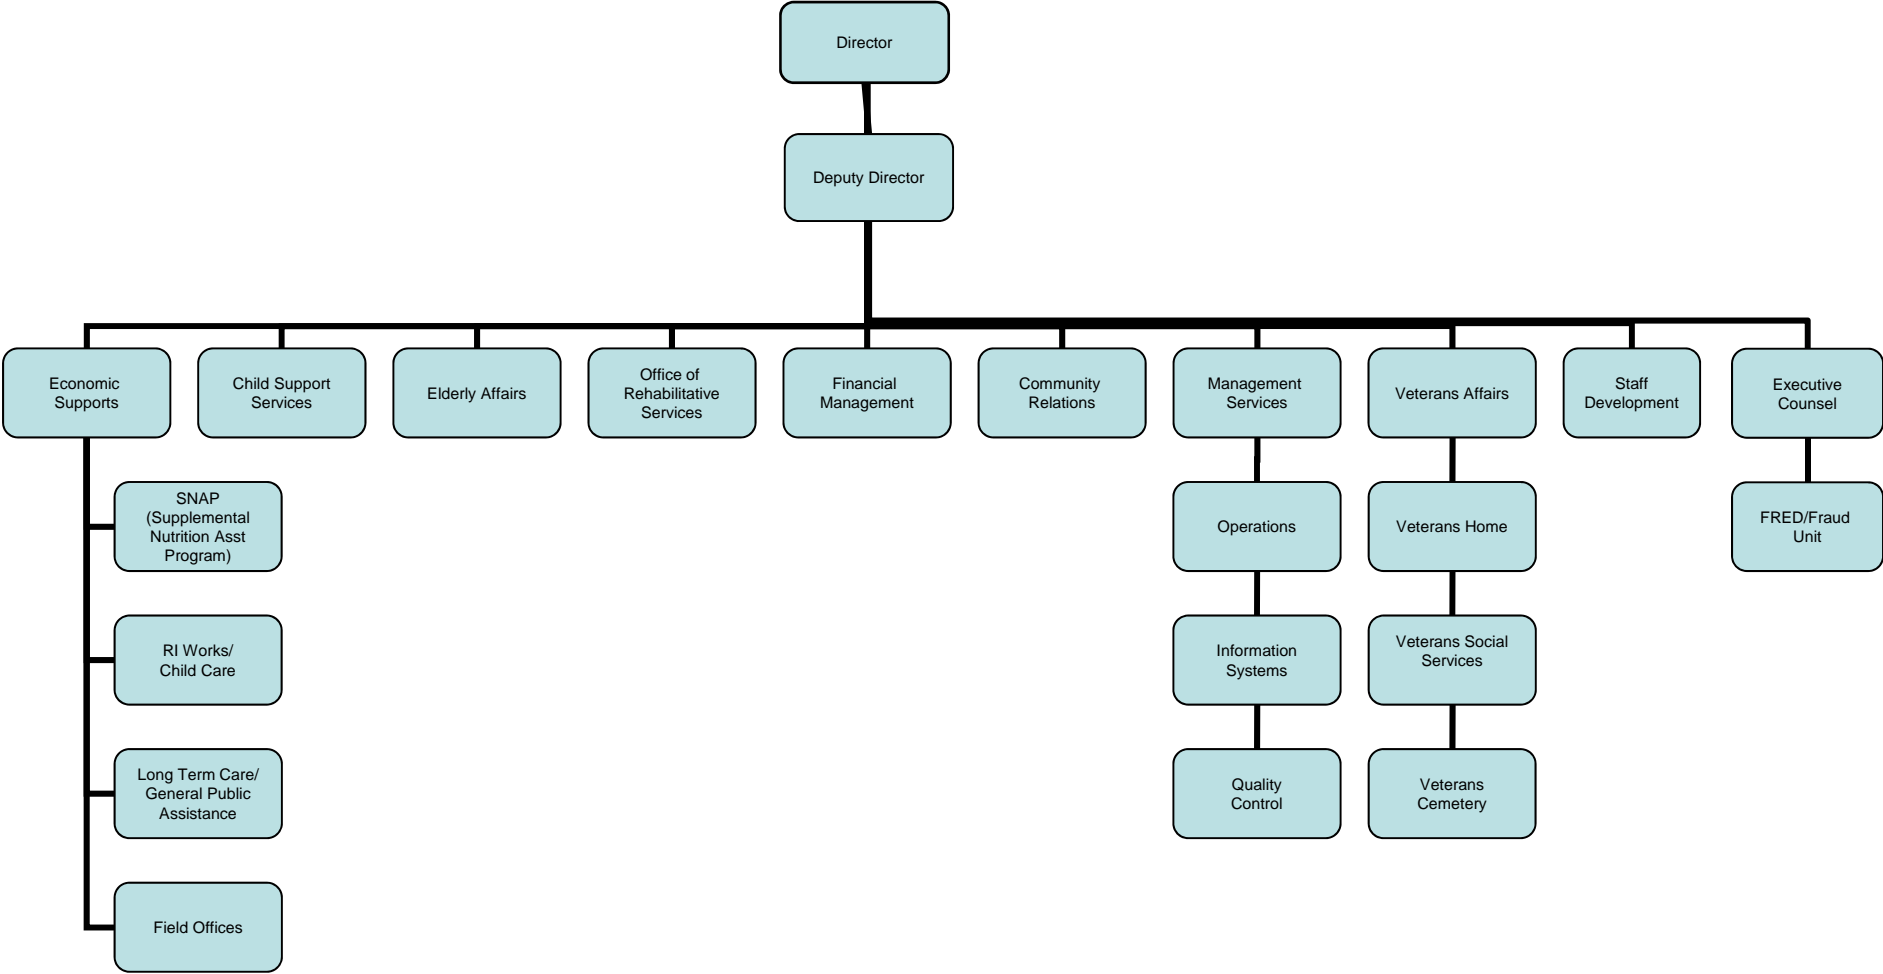 Director
Deputy Director
Economic
Supports
Child Support
Services
Elderly Affairs
Office of
Rehabilitative
Services
Financial
Management
Community
Relations
Management
Services
Veterans Affairs
Staff
Development
Executive
Counsel
SNAP
(Supplemental
Nutrition Asst
Program)
Operations
Veterans Home
FRED/Fraud
Unit
RI Works/
Child Care
Information
Systems
Veterans Social
Services
Long Term Care/
General Public
Assistance
Quality
Control
Veterans
Cemetery
Field Offices